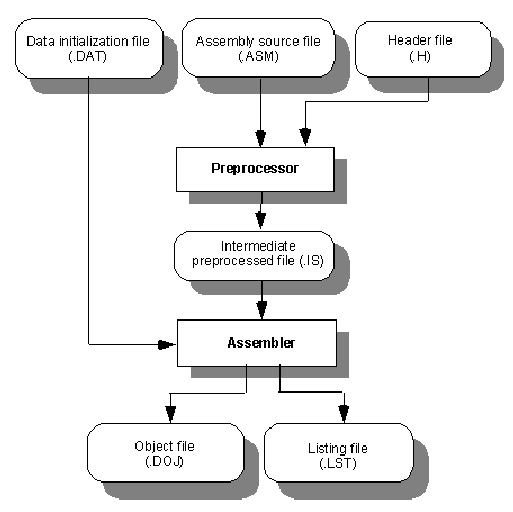 Data initialization file
(.DAT)
Assembly source file
(.ASM)
Header file
(.H)
Preprocessor
Intermediate
preprocessed file (.IS)
Assembler
Object file
(.DOJ)
Listing file
(.LST)